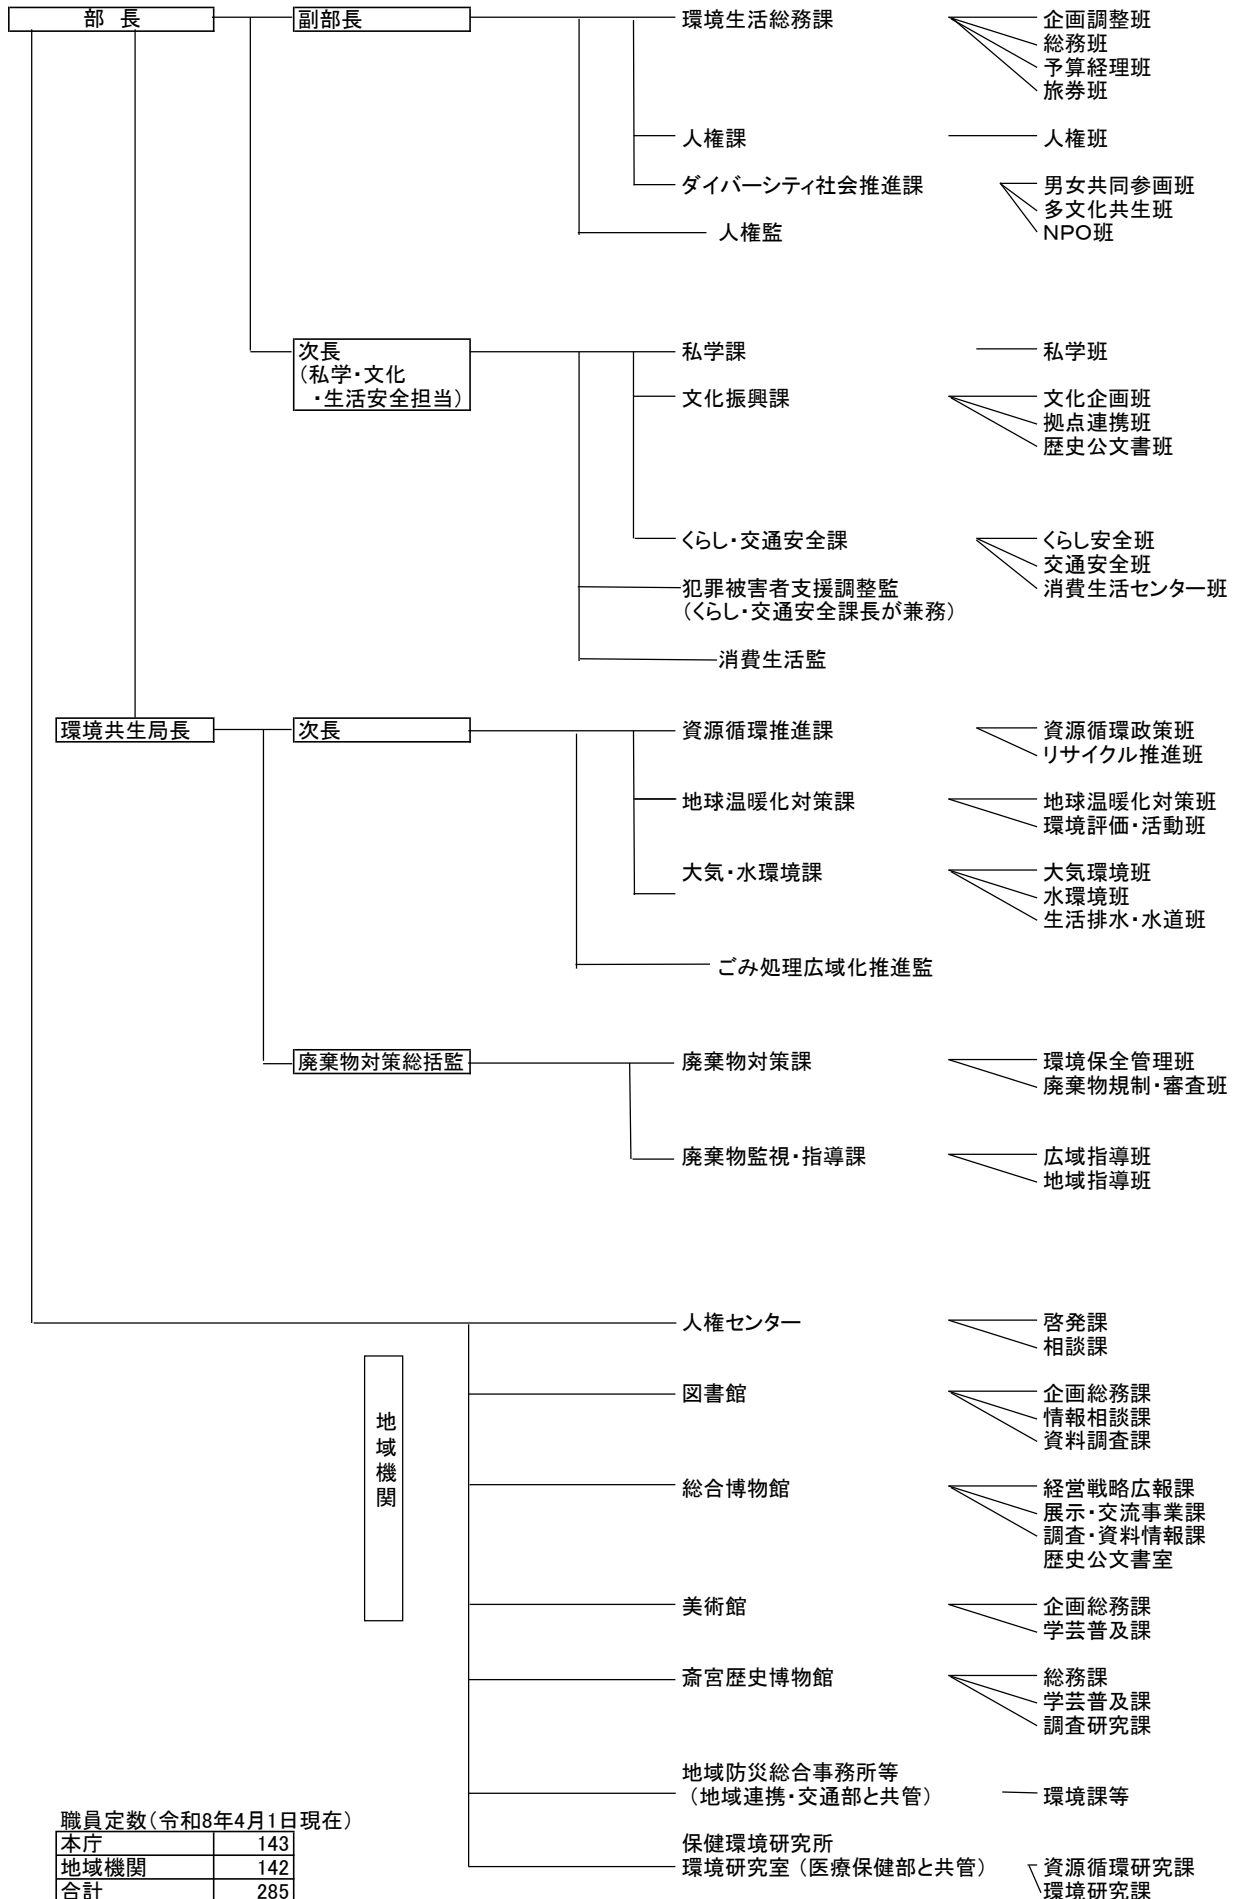 部 長
副部長
環境生活総務課
企画調整班
総務班
予算経理班
旅券班
人権課
人権班
ダイバーシティ社会推進課
男女共同参画班
多文化共生班
NPO班
人権監
次長
(私学・文化
・生活安全担当)
私学課
私学班
文化振興課
文化企画班
拠点連携班
歴史公文書班
くらし・交通安全課
くらし安全班
交通安全班
消費生活センター班
犯罪被害者支援調整監
(くらし・交通安全課長が兼務)
消費生活監
環境共生局長
次長
資源循環推進課
資源循環政策班
リサイクル推進班
地球温暖化対策課
地球温暖化対策班
環境評価・活動班
大気・水環境課
大気環境班
水環境班
生活排水・水道班
ごみ処理広域化推進監
廃棄物対策総括監
廃棄物対策課
環境保全管理班
廃棄物規制・審査班
廃棄物監視・指導課
広域指導班
地域指導班
地域機関
人権センター
啓発課
相談課
図書館
企画総務課
情報相談課
資料調査課
総合博物館
経営戦略広報課
展示・交流事業課
調査・資料情報課
歴史公文書室
美術館
企画総務課
学芸普及課
斎宮歴史博物館
総務課
学芸普及課
調査研究課
地域防災総合事務所等
(地域連携・交通部と共管)
環境課等
保健環境研究所
環境研究室(医療保健部と共管)
資源循環研究課
環境研究課
職員定数(令和8年4月1日現在)
本庁 143
地域機関 142
合計 285